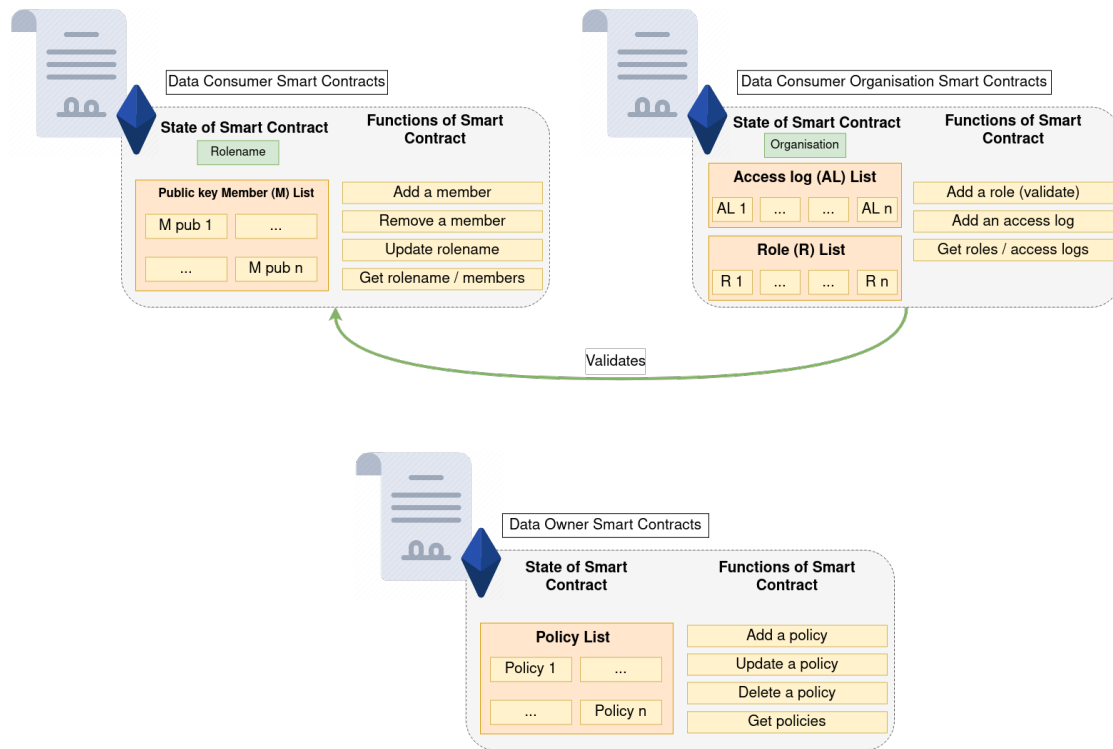 Data Consumer Smart Contracts
State of Smart Contract
Rolename
Public key Member (M) List
M pub 1
...
...
M pub n
Functions of Smart
Contract
Add a member
Remove a member
Update rolename
Get rolename / members
Data Consumer Organisation Smart Contracts
State of Smart Contract
Organisation
Access log (AL) List
AL 1
...
...
AL n
Role (R) List
R 1
...
...
R n
Functions of Smart
Contract
Add a role (validate)
Add an access log
Get roles / access logs
Validates
Data Owner Smart Contracts
State of Smart
Contract
Policy List
Policy 1
...
...
Policy n
Functions of Smart
Contract
Add a policy
Update a policy
Delete a policy
Get policies